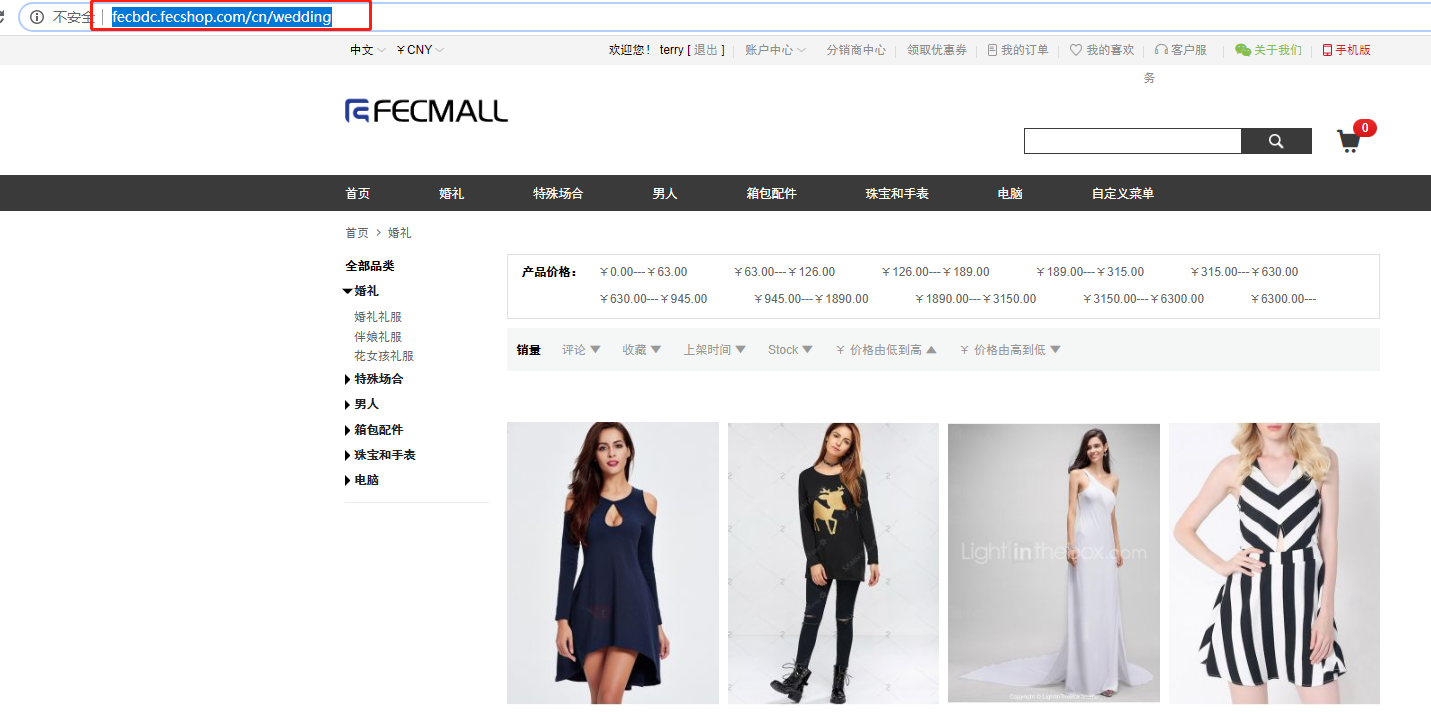 不安全 | fecbdc.fecshop.com/cn/wedding
中文 ￥CNY 欢迎您！ terry [ 退出 ] 账户中心 分销商中心 领取优惠券 我的订单 我的喜欢 客户服务 关于我们 手机版
FECMALL
0
首页 婚礼 特殊场合 男人 箱包配件 珠宝和手表 电脑 自定义菜单
首页 > 婚礼
全部品类
婚礼
婚礼礼服
伴娘礼服
花女孩礼服
特殊场合
男人
箱包配件
珠宝和手表
电脑
产品价格： ￥0.00---￥63.00 ￥63.00---￥126.00 ￥126.00---￥189.00 ￥189.00---￥315.00 ￥315.00---￥630.00
￥630.00---￥945.00 ￥945.00---￥1890.00 ￥1890.00---￥3150.00 ￥3150.00---￥6300.00 ￥6300.00---
销量 评论 收藏 上架时间 Stock ￥ 价格由低到高 ￥ 价格由高到低
Lightinthebox.com